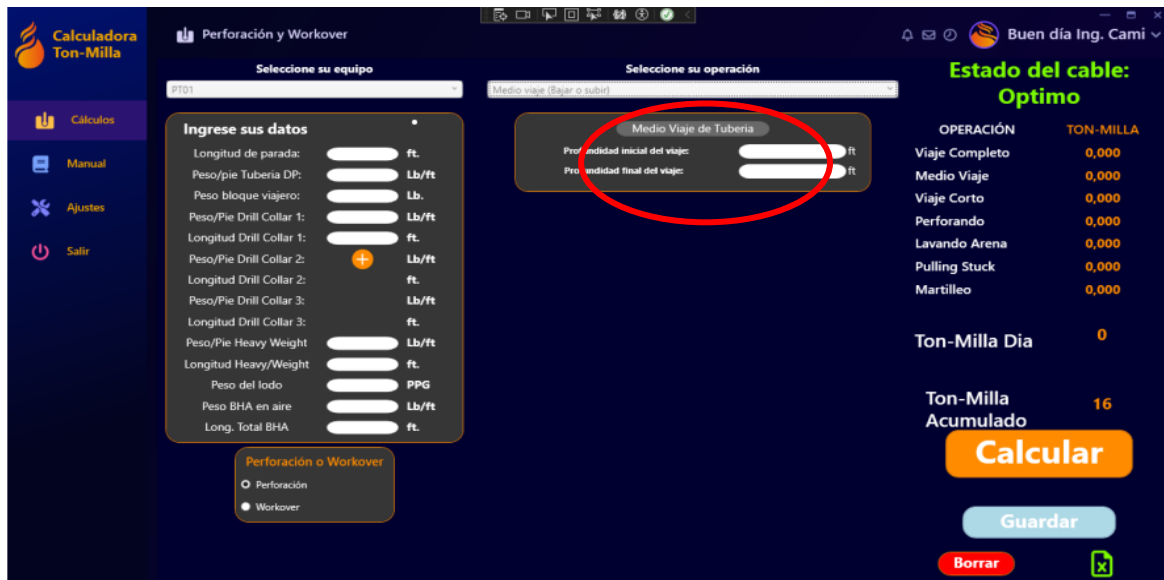 Calculadora
Ton-Milla
Perforación y Workover
Buen día Ing. Cami
Cálculos
Manual
Ajustes
Salir
Seleccione su equipo
PT01
Seleccione su operación
Medio viaje (Bajar o subir)
Ingrese sus datos
Longitud de parada: ft.
Peso/pie Tuberia DP: Lb/ft
Peso bloque viajero: Lb.
Peso/Pie Drill Collar 1: Lb/ft
Longitud Drill Collar 1: ft.
Peso/Pie Drill Collar 2: + Lb/ft
Longitud Drill Collar 2: ft.
Peso/Pie Drill Collar 3: Lb/ft
Longitud Drill Collar 3: ft.
Peso/Pie Heavy Weight Lb/ft
Longitud Heavy/Weight ft.
Peso del lodo PPG
Peso BHA en aire Lb/ft
Long. Total BHA ft.
Perforación o Workover
Perforación
Workover
Medio Viaje de Tuberia
Profundidad inicial del viaje: ft
Profundidad final del viaje: ft
Estado del cable:
Optimo
OPERACIÓN TON-MILLA
Viaje Completo 0,000
Medio Viaje 0,000
Viaje Corto 0,000
Perforando 0,000
Lavando Arena 0,000
Pulling Stuck 0,000
Martilleo 0,000
Ton-Milla Dia 0
Ton-Milla
Acumulado 16
Calcular
Guardar
Borrar